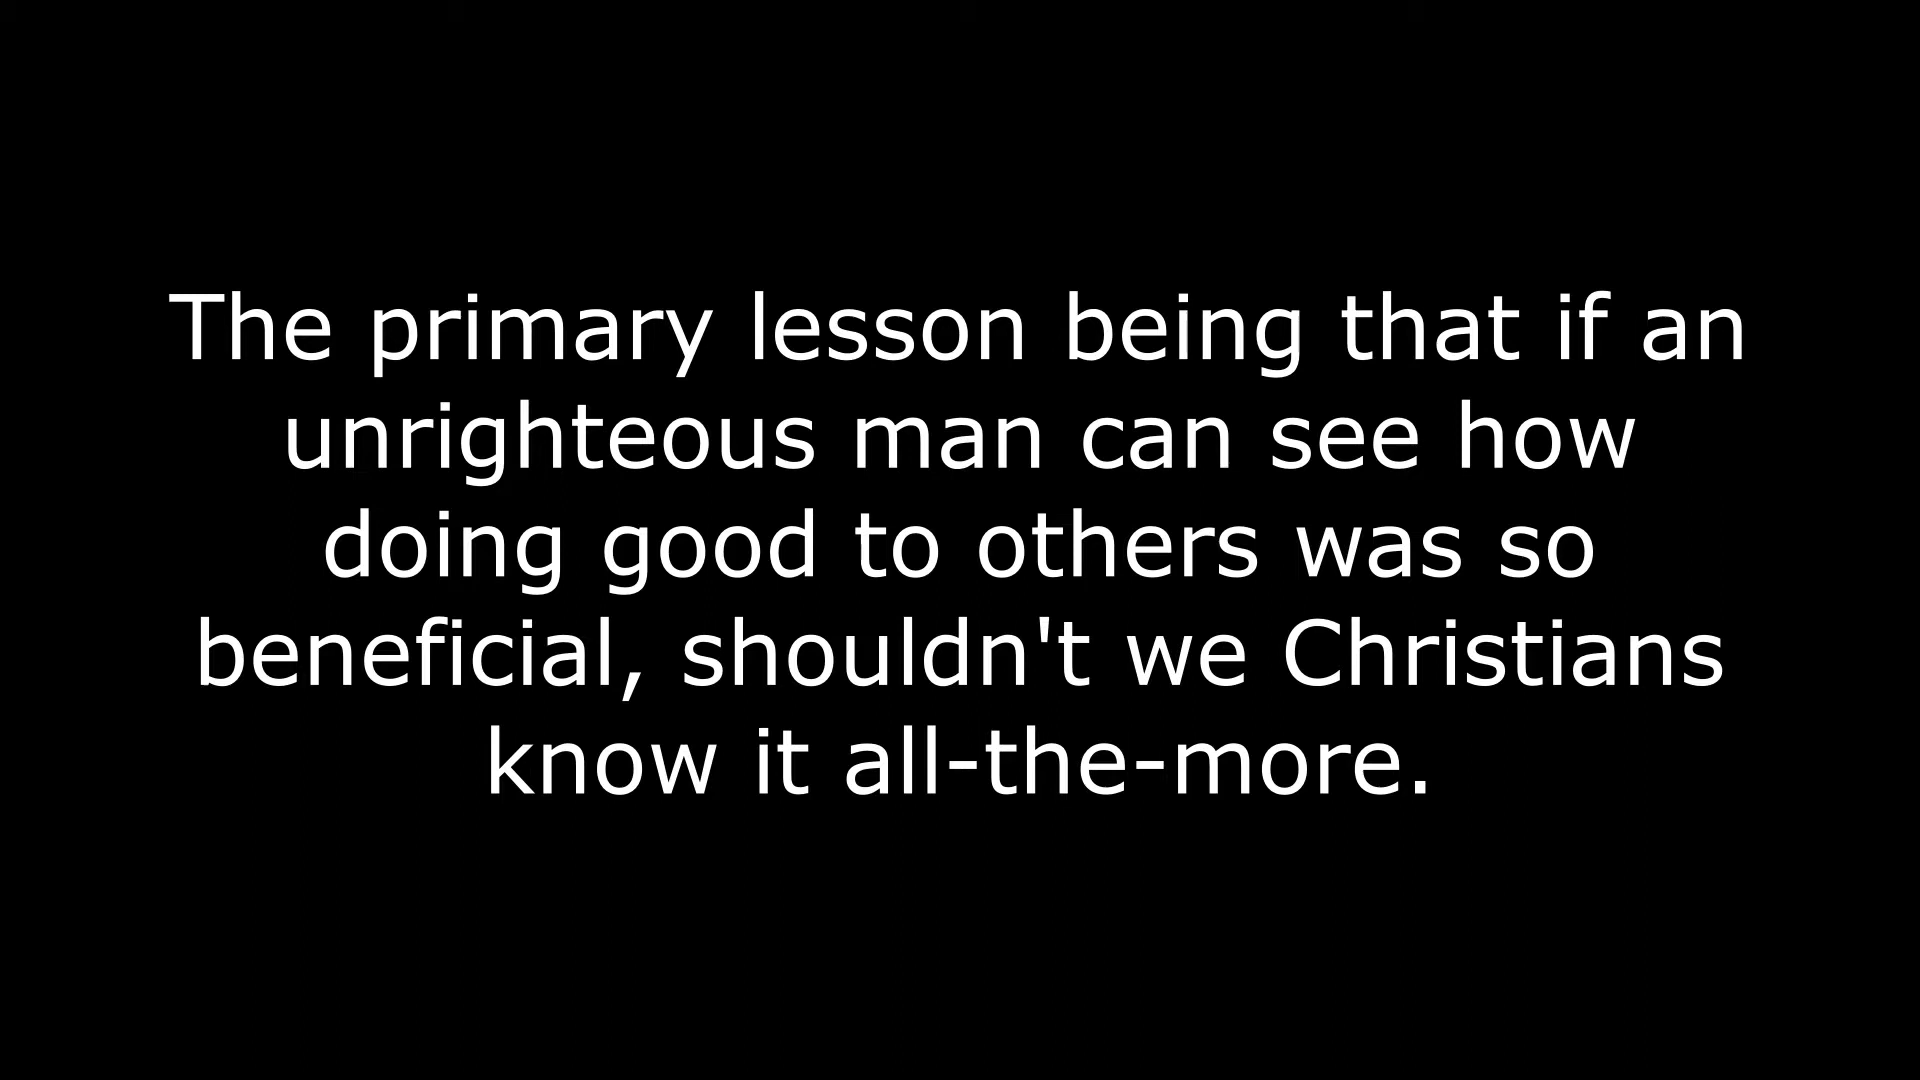 The primary lesson being that if an
unrighteous man can see how
doing good to others was so
beneficial, shouldn't we Christians
know it all-the-more.